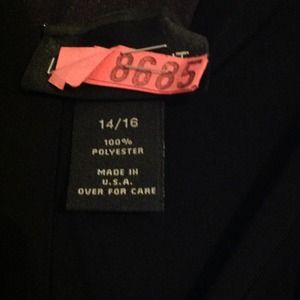 8685
14/16
100%
POLYESTER
MADE IN
U.S.A.
OVER FOR CARE